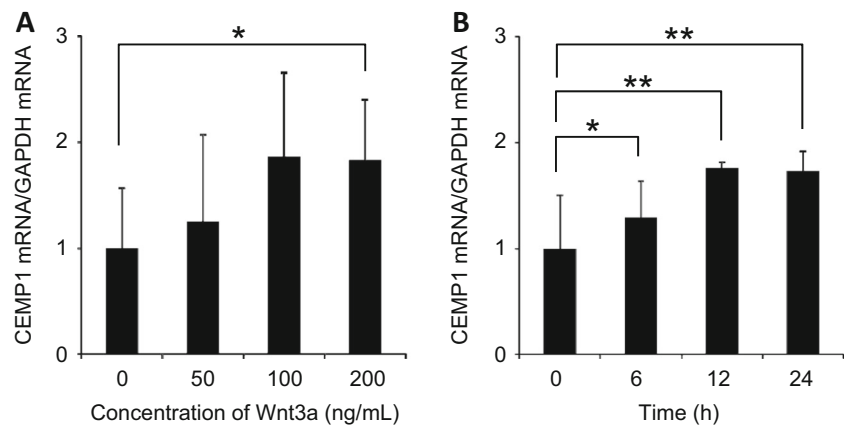 A
CEMP1 mRNA/GAPDH mRNA
3
2
1
0
*
0 50 100 200
Concentration of Wnt3a (ng/mL)
B
CEMP1 mRNA/GAPDH mRNA
3
2
1
0
**
**
*
0 6 12 24
Time (h)